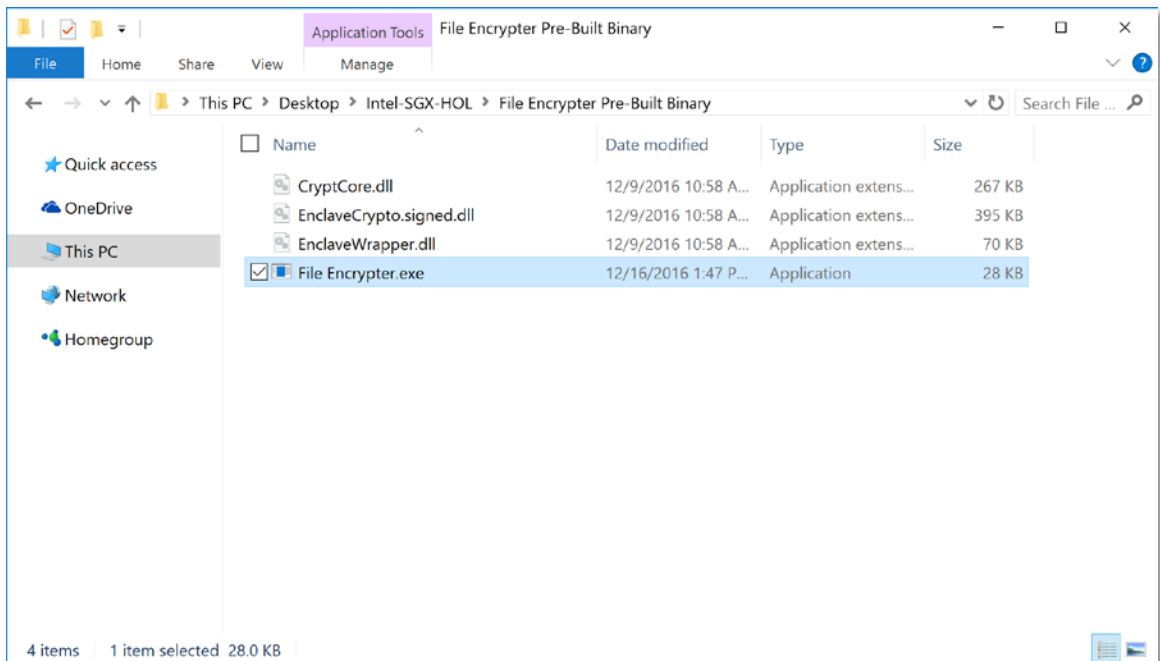 Application Tools File Encrypter Pre-Built Binary
File Home Share View Manage
This PC > Desktop > Intel-SGX-HOL > File Encrypter Pre-Built Binary Search File ...
Quick access
OneDrive
This PC
Network
Homegroup
Name Date modified Type Size
CryptCore.dll 12/9/2016 10:58 A... Application extens... 267 KB
EnclaveCrypto.signed.dll 12/9/2016 10:58 A... Application extens... 395 KB
EnclaveWrapper.dll 12/9/2016 10:58 A... Application extens... 70 KB
File Encrypter.exe 12/16/2016 1:47 P... Application 28 KB
4 items 1 item selected 28.0 KB